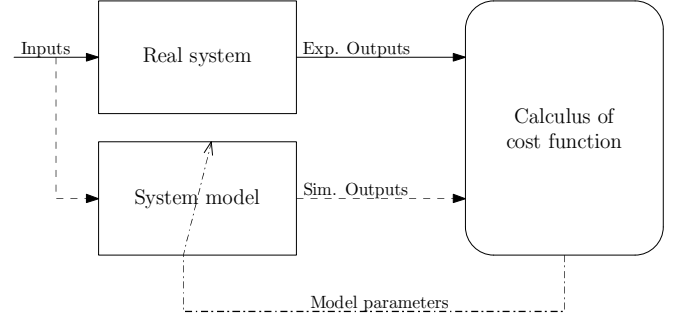 Inputs
Real system
Exp. Outputs
Calculus of
cost function
System model
Sim. Outputs
Model parameters